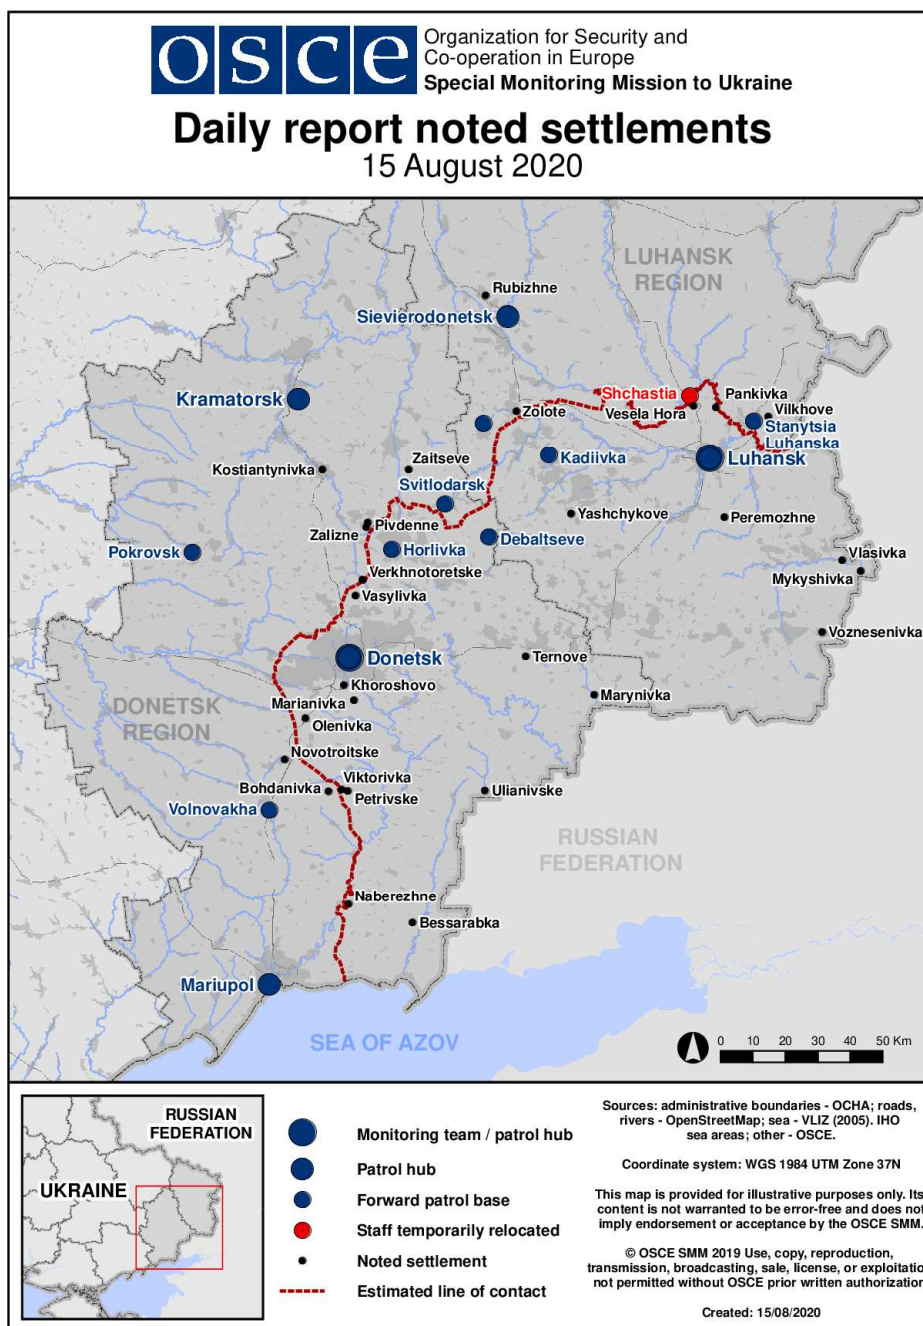 osce
Organization for Security and
Co-operation in Europe
Special Monitoring Mission to Ukraine
Daily report noted settlements
15 August 2020
LUHANSK
REGION
Rubizhne
Sievierodonetsk
Shchastia
Kramatorsk
Pankivka
Zolote
Vesela Hora
Vilkhove
Stanytsia
Luhanska
Kadiivka
Luhansk
Zaitseve
Kostiantynivka
Svitlodarsk
Yashchykove
Peremozhne
Pivdenne
Zalizne
Debaltseve
Pokrovsk
Horlivka
Vlasivka
Mykyshivka
Verkhnotoretske
Vasylivka
Voznesenivka
Donetsk
Ternove
Khoroshovo
Marynivka
DONETSK
REGION
Marianivka
Olenivka
Novotroitske
Viktorivka
Bohdanivka
Petrivske
Ulianivske
Volnovakha
RUSSIAN
FEDERATION
Naberezhne
Bessarabka
Mariupol
SEA OF AZOV
0 10 20 30 40 50 Km
RUSSIAN
FEDERATION
UKRAINE
Monitoring team / patrol hub
Patrol hub
Forward patrol base
Staff temporarily relocated
Noted settlement
Estimated line of contact
Sources: administrative boundaries - OCHA; roads,
rivers - OpenStreetMap; sea - VLIZ (2005). IHO
sea areas; other - OSCE.
Coordinate system: WGS 1984 UTM Zone 37N
This map is provided for illustrative purposes only. Its
content is not warranted to be error-free and does not
imply endorsement or acceptance by the OSCE SMM.
© OSCE SMM 2019 Use, copy, reproduction,
transmission, broadcasting, sale, license, or exploitatio
not permitted without OSCE prior written authorization
Created: 15/08/2020